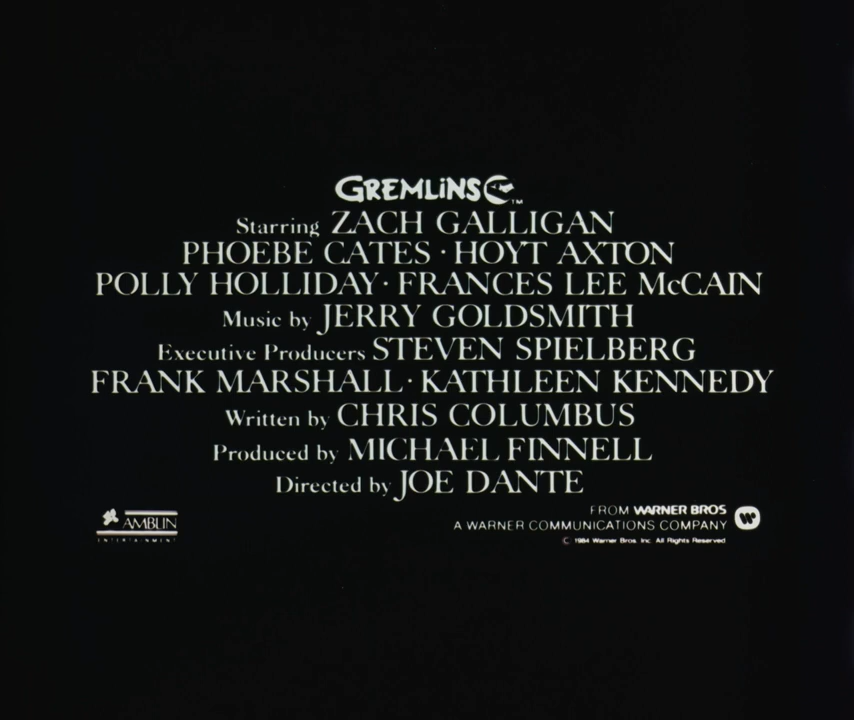 GREMLiNS ™
Starring ZACH GALLIGAN
PHOEBE CATES · HOYT AXTON
POLLY HOLLIDAY · FRANCES LEE McCAIN
Music by JERRY GOLDSMITH
Executive Producers STEVEN SPIELBERG
FRANK MARSHALL · KATHLEEN KENNEDY
Written by CHRIS COLUMBUS
Produced by MICHAEL FINNELL
Directed by JOE DANTE
AMBLIN
ENTERTAINMENT
FROM WARNER BROS
A WARNER COMMUNICATIONS COMPANY
© 1984 Warner Bros. Inc. All Rights Reserved